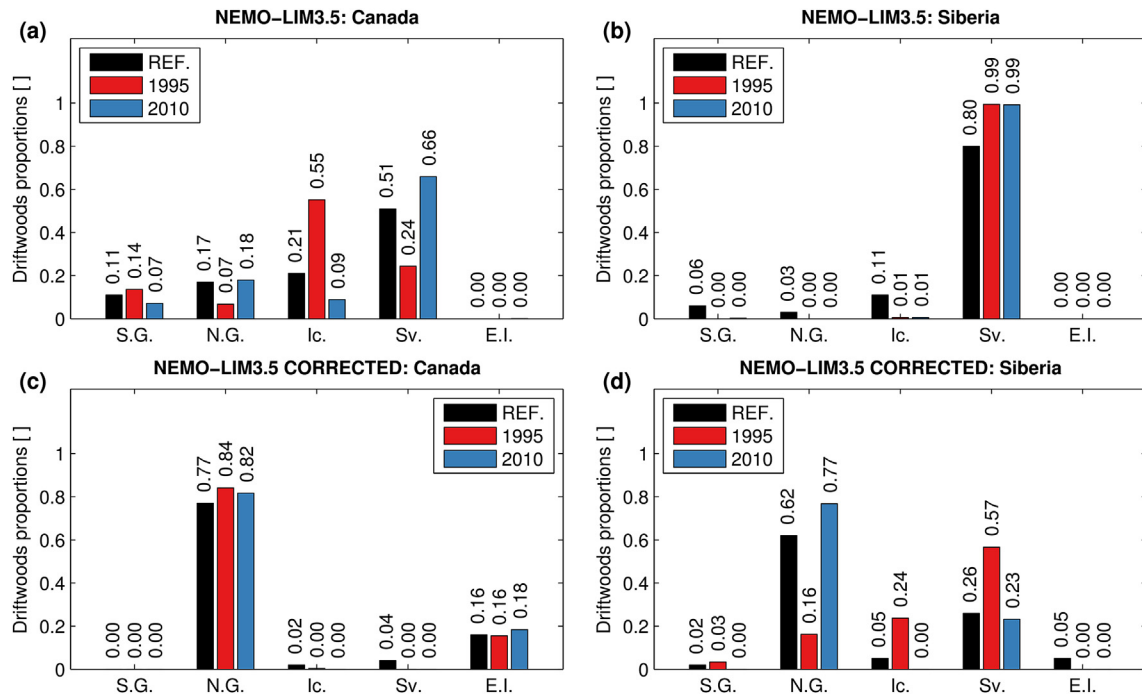 NEMO−LIM3.5: Canada
(a)
Driftwoods proportions [ ]
REF.
1995
2010
1
0.8
0.6
0.4
0.2
0
0.11
0.14
0.07
0.17
0.07
0.18
0.21
0.55
0.09
0.51
0.24
0.66
0.00
0.00
0.00
S.G.
N.G.
Ic.
Sv.
E.I.
NEMO−LIM3.5: Siberia
(b)
Driftwoods proportions [ ]
REF.
1995
2010
1
0.8
0.6
0.4
0.2
0
0.06
0.00
0.00
0.03
0.00
0.00
0.11
0.01
0.01
0.80
0.99
0.99
0.00
0.00
0.00
S.G.
N.G.
Ic.
Sv.
E.I.
NEMO−LIM3.5 CORRECTED: Canada
(c)
Driftwoods proportions [ ]
REF.
1995
2010
1
0.8
0.6
0.4
0.2
0
0.00
0.00
0.00
0.77
0.84
0.82
0.02
0.00
0.00
0.04
0.00
0.00
0.16
0.16
0.18
S.G.
N.G.
Ic.
Sv.
E.I.
NEMO−LIM3.5 CORRECTED: Siberia
(d)
Driftwoods proportions [ ]
REF.
1995
2010
1
0.8
0.6
0.4
0.2
0
0.02
0.03
0.00
0.62
0.16
0.77
0.05
0.24
0.00
0.26
0.57
0.23
0.05
0.00
0.00
S.G.
N.G.
Ic.
Sv.
E.I.